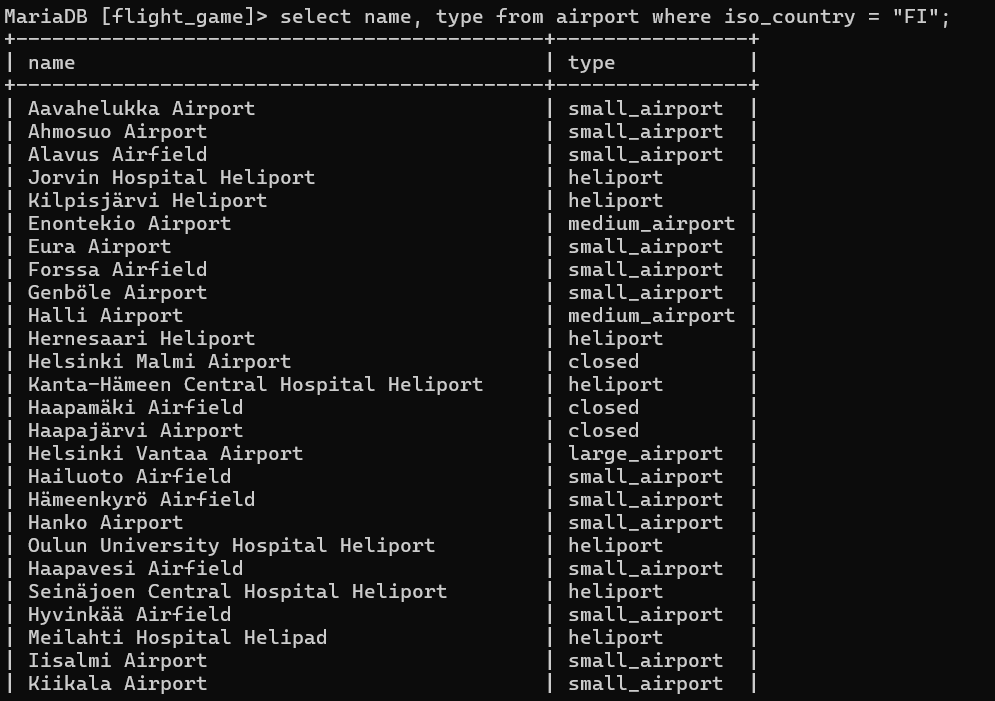 MariaDB [flight_game]> select name, type from airport where iso_country = "FI";
+--------------------------------------------+----------------+
| name                                       | type           |
+--------------------------------------------+----------------+
| Aavahelukka Airport                        | small_airport  |
| Ahmosuo Airport                            | small_airport  |
| Alavus Airfield                            | small_airport  |
| Jorvin Hospital Heliport                   | heliport       |
| Kilpisjärvi Heliport                       | heliport       |
| Enontekio Airport                          | medium_airport |
| Eura Airport                               | small_airport  |
| Forssa Airfield                            | small_airport  |
| Genböle Airport                            | small_airport  |
| Halli Airport                              | medium_airport |
| Hernesaari Heliport                        | heliport       |
| Helsinki Malmi Airport                     | closed         |
| Kanta-Hämeen Central Hospital Heliport     | heliport       |
| Haapamäki Airfield                         | closed         |
| Haapajärvi Airport                         | closed         |
| Helsinki Vantaa Airport                    | large_airport  |
| Hailuoto Airfield                          | small_airport  |
| Hämeenkyrö Airfield                        | small_airport  |
| Hanko Airport                              | small_airport  |
| Oulun University Hospital Heliport         | heliport       |
| Haapavesi Airfield                         | small_airport  |
| Seinäjoen Central Hospital Heliport        | heliport       |
| Hyvinkää Airfield                          | small_airport  |
| Meilahti Hospital Helipad                  | heliport       |
| Iisalmi Airport                            | small_airport  |
| Kiikala Airport                            | small_airport  |